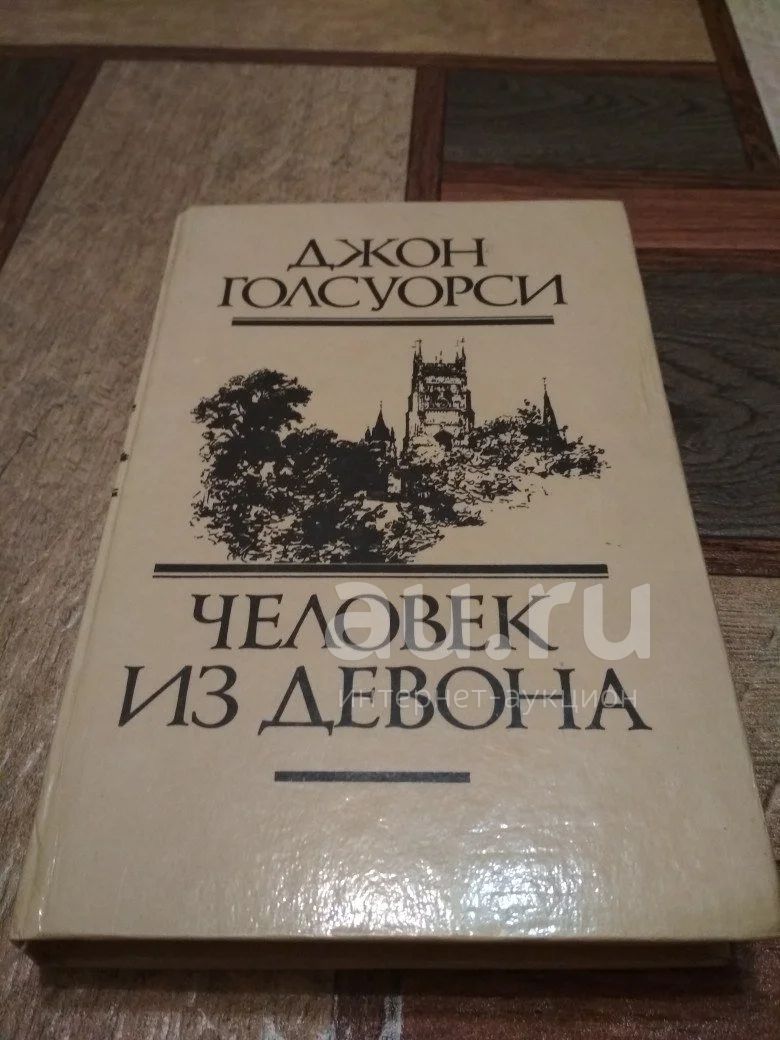 ДЖОН
ГОЛСУОРСИ
ЧЕЛОВЕК
ИЗ ДЕВОНА
au.ru
интернет-аукцион